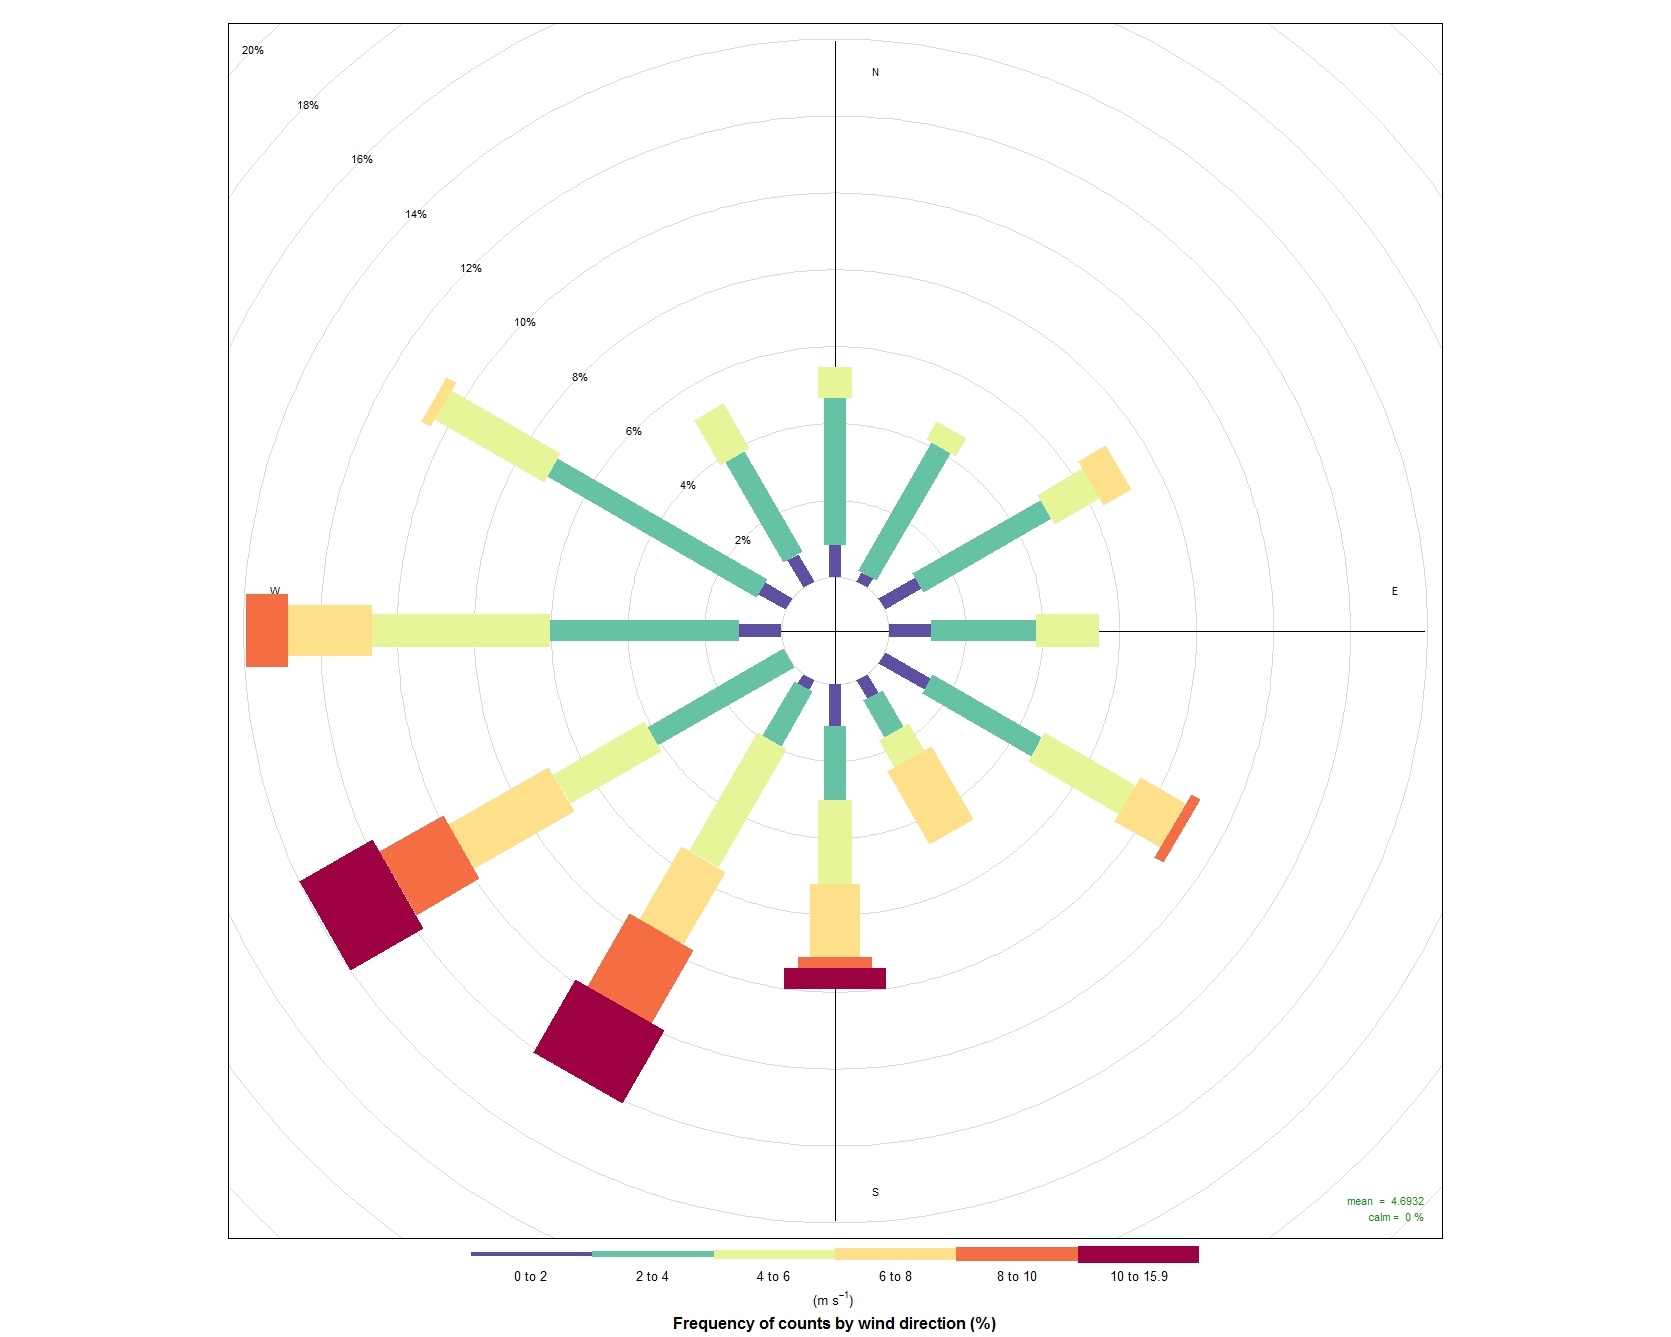 20%
N
18%
16%
14%
12%
10%
8%
6%
4%
2%
W
E
S
mean = 4.6932
calm = 0 %
0 to 2 2 to 4 4 to 6 6 to 8 8 to 10 10 to 15.9
(m s⁻¹)
Frequency of counts by wind direction (%)